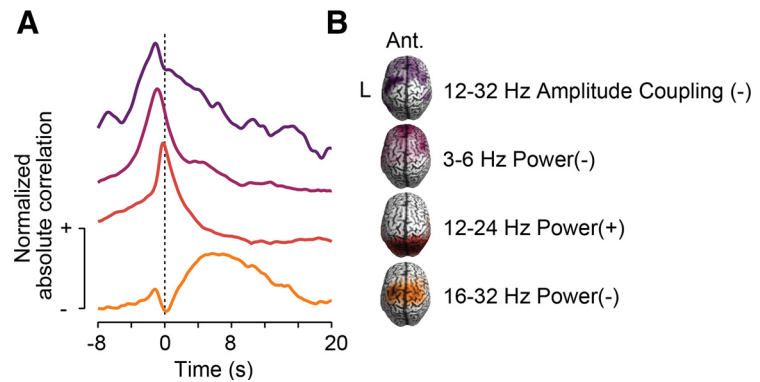 A
B
Ant.
L
12-32 Hz Amplitude Coupling (-)
3-6 Hz Power(-)
12-24 Hz Power(+)
16-32 Hz Power(-)
Normalized
absolute correlation
+
-
-8
0
8
20
Time (s)